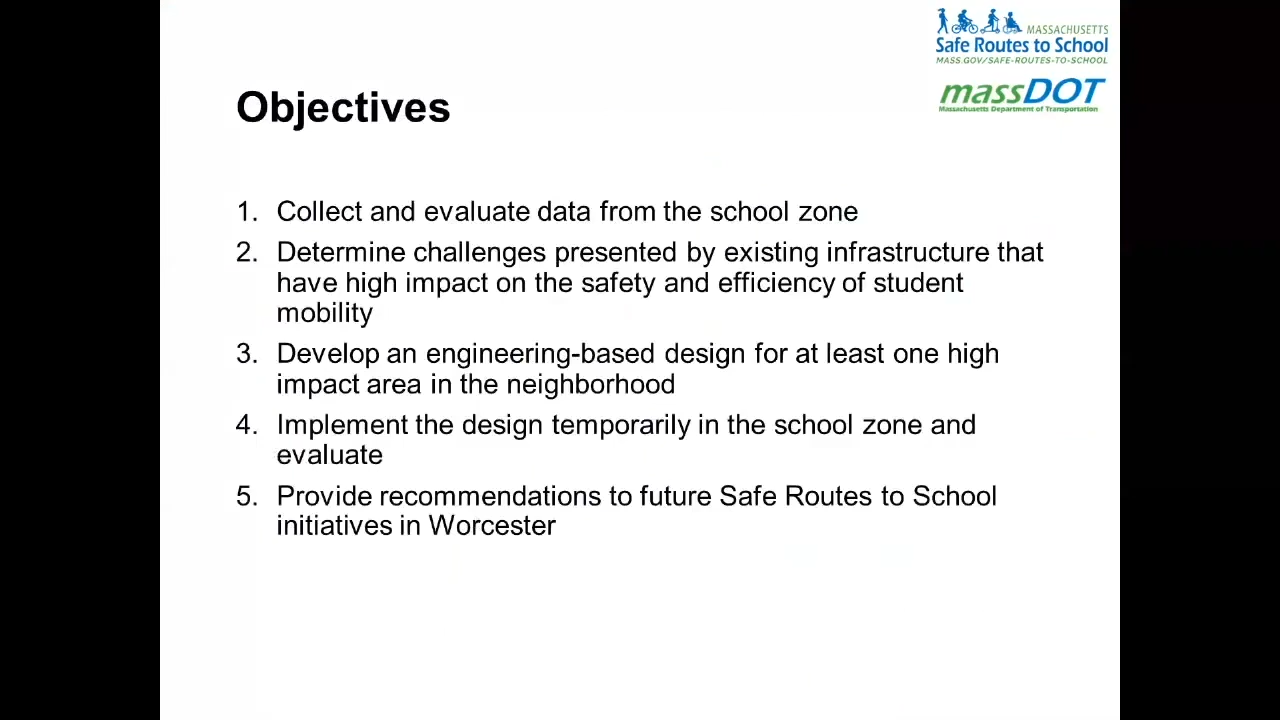 MASSACHUSETTS
Safe Routes to School
MASS.GOV/SAFE-ROUTES-TO-SCHOOL
massDOT
Massachusetts Department of Transportation
Objectives
1. Collect and evaluate data from the school zone
2. Determine challenges presented by existing infrastructure that
have high impact on the safety and efficiency of student
mobility
3. Develop an engineering-based design for at least one high
impact area in the neighborhood
4. Implement the design temporarily in the school zone and
evaluate
5. Provide recommendations to future Safe Routes to School
initiatives in Worcester